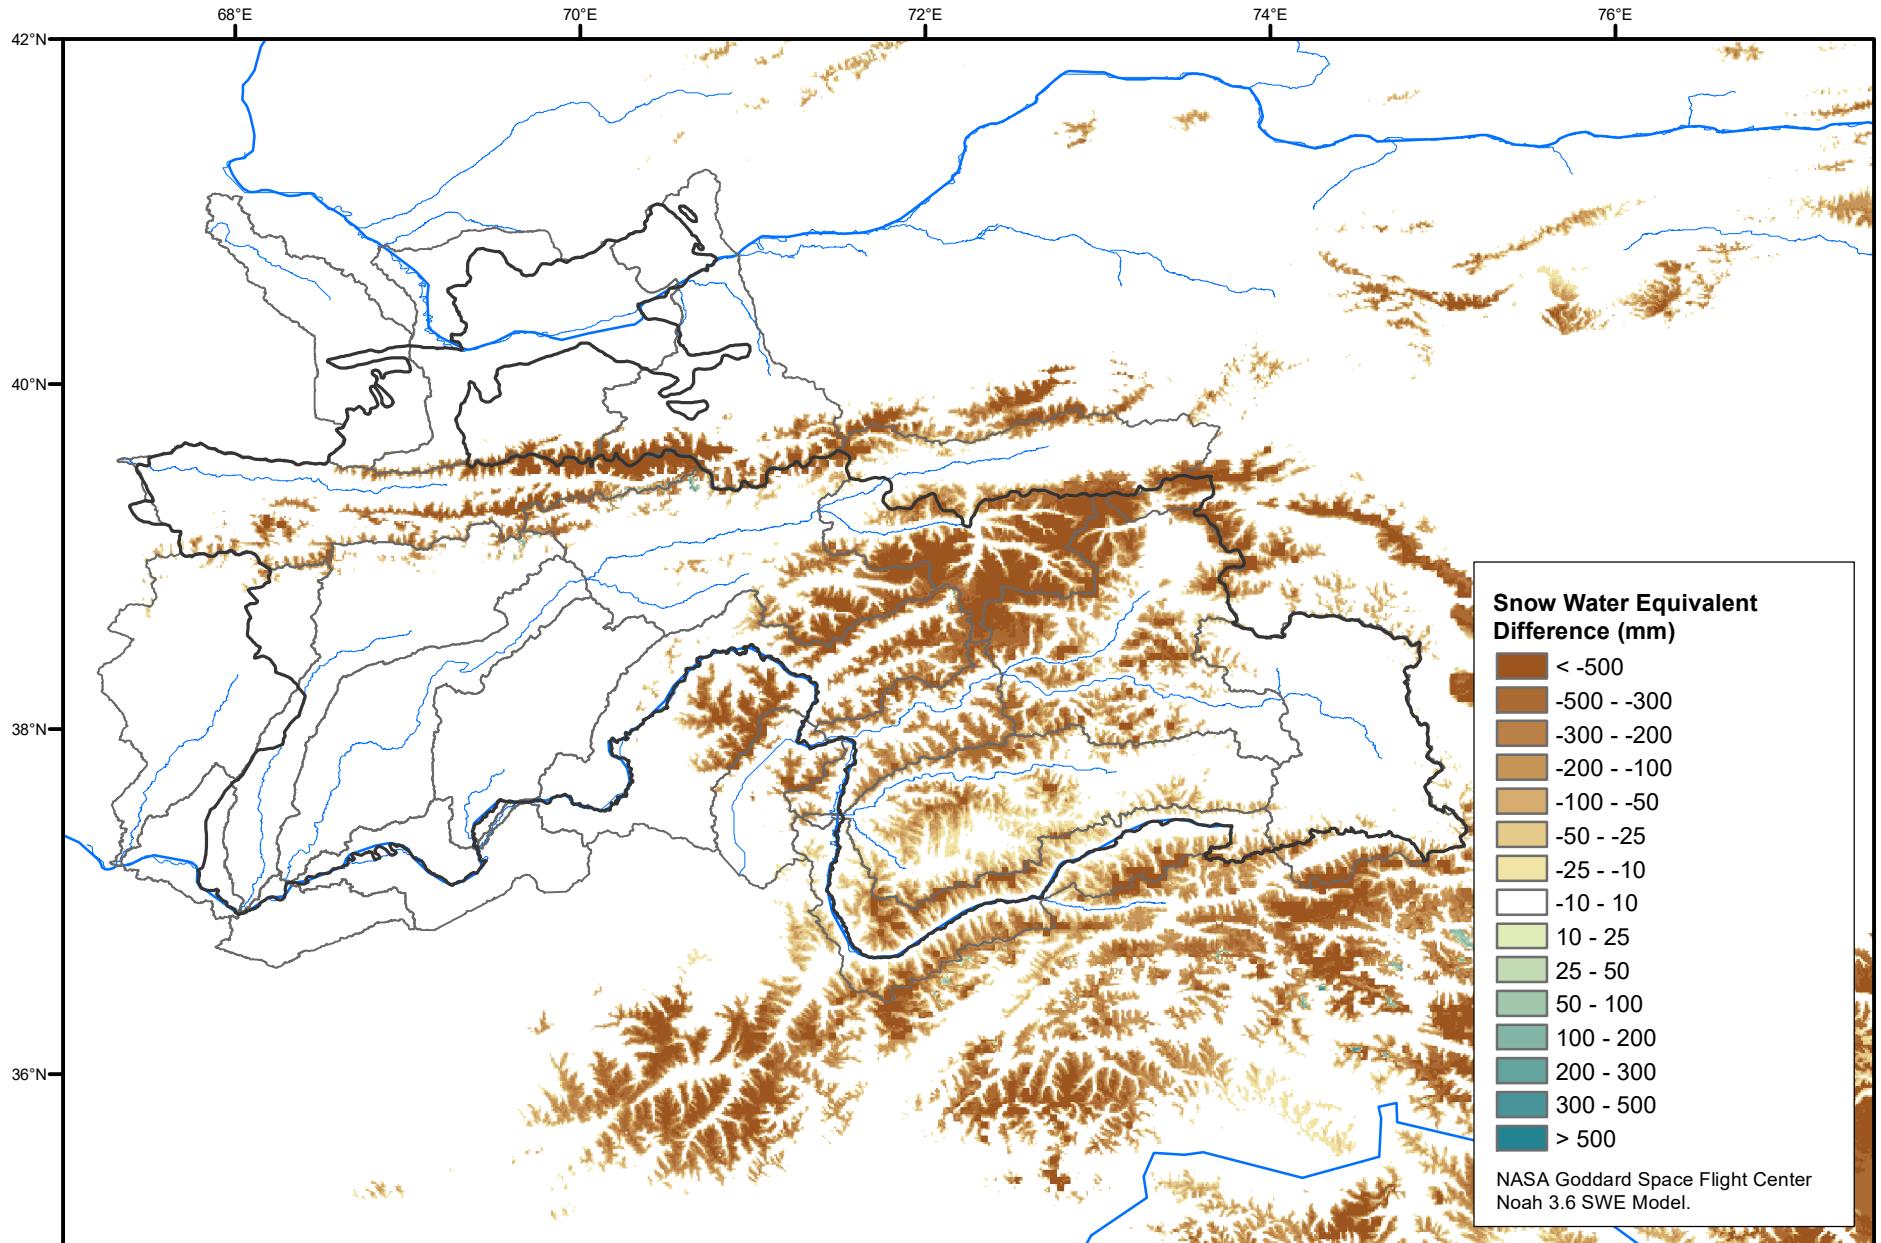 68°E 70°E 72°E 74°E 76°E
42°N
40°N
38°N
36°N
Snow Water Equivalent
Difference (mm)
< -500
-500 - -300
-300 - -200
-200 - -100
-100 - -50
-50 - -25
-25 - -10
-10 - 10
10 - 25
25 - 50
50 - 100
100 - 200
200 - 300
300 - 500
> 500
NASA Goddard Space Flight Center
Noah 3.6 SWE Model.